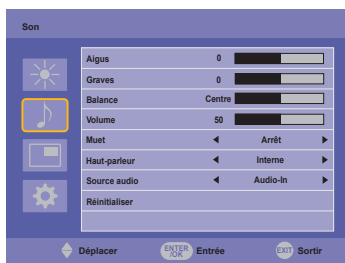 Son
Aigus 0
Graves 0
Balance Centre
Volume 50
Muet Arrêt
Haut-parleur Interne
Source audio Audio-In
Réinitialiser
Déplacer ENTER /OK Entrée EXIT Sortir